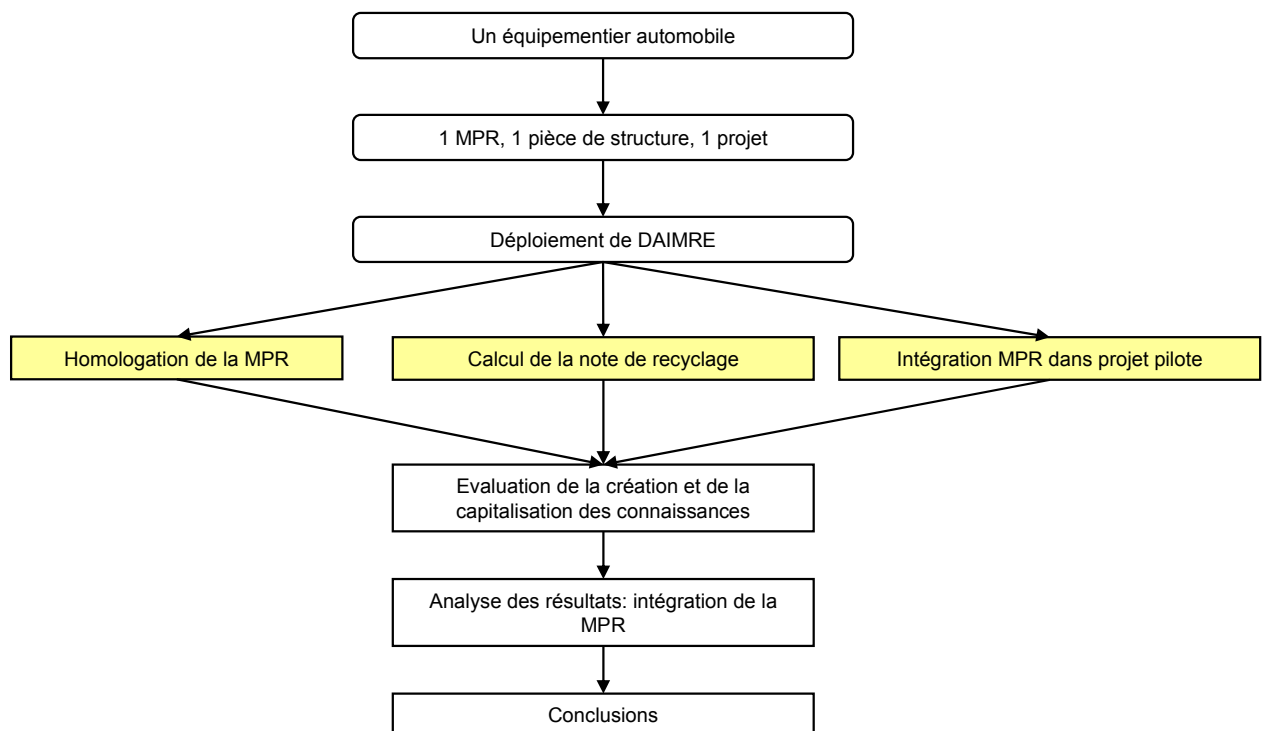 Un équipementier automobile
1 MPR, 1 pièce de structure, 1 projet
Déploiement de DAIMRE
Homologation de la MPR
Calcul de la note de recyclage
Intégration MPR dans projet pilote
Evaluation de la création et de la
capitalisation des connaissances
Analyse des résultats: intégration de la
MPR
Conclusions